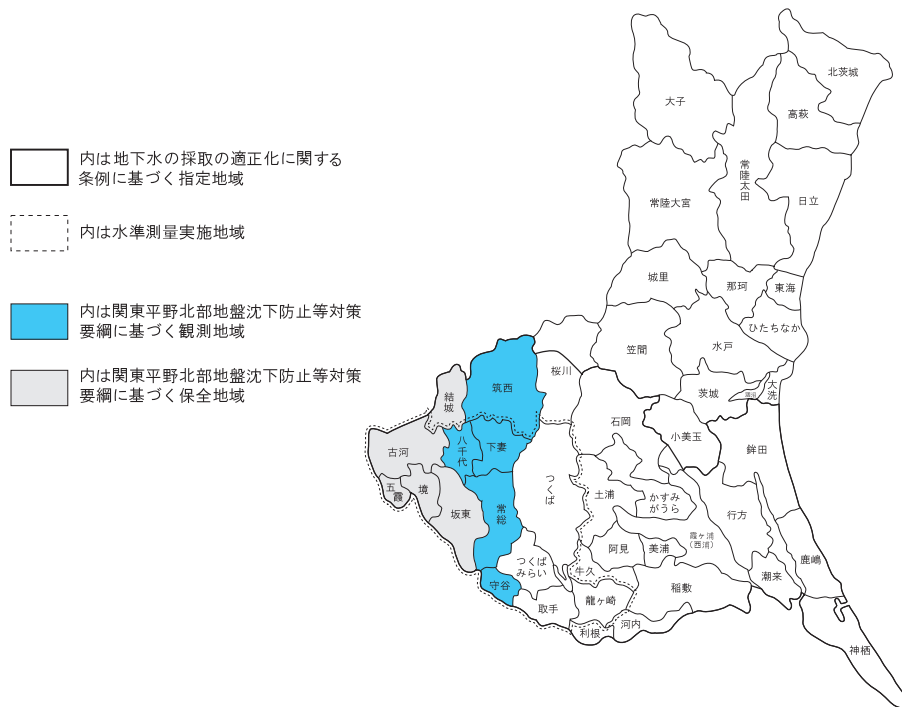 内は地下水の採取の適正化に関する
条例に基づく指定地域
内は水準測量実施地域
内は関東平野北部地盤沈下防止等対策
要綱に基づく観測地域
内は関東平野北部地盤沈下防止等対策
要綱に基づく保全地域
北茨城
大子
高萩
常陸太田
常陸大宮
日立
城里
那珂
東海
ひたちなか
水戸
笠間
桜川
筑西
茨城
涸沼
大洗
結城
石岡
小美玉
鉾田
古河
八千代
下妻
つくば
五霞
境
坂東
常総
土浦
かすみ
がうら
行方
霞ヶ浦
(西浦)
阿見
美浦
鹿嶋
つくば
みらい
牛久
潮来
守谷
稲敷
取手
龍ヶ崎
利根
河内
神栖